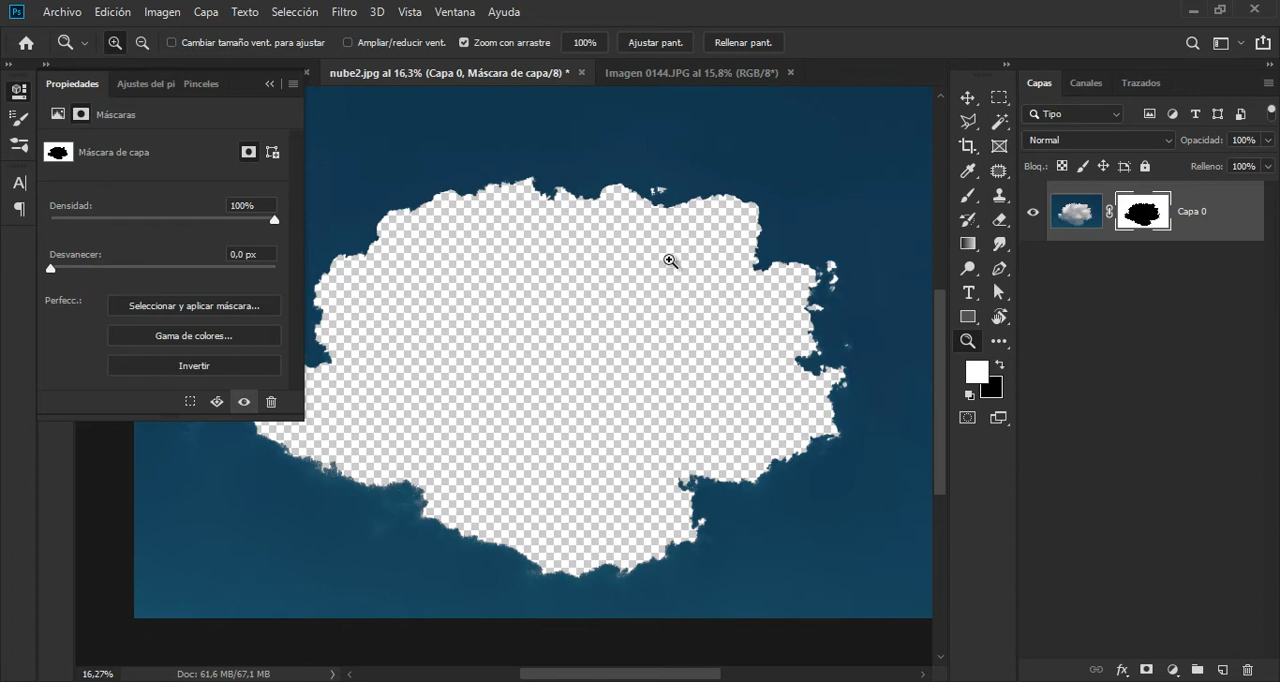 Ps Archivo Edición Imagen Capa Texto Selección Filtro 3D Vista Ventana Ayuda
Cambiar tamaño vent. para ajustar Ampliar/reducir vent. Zoom con arrastre 100% Ajustar pant. Rellenar pant.
nube2.jpg al 16,3% (Capa 0, Máscara de capa/8) * Imagen 0144.JPG al 15,8% (RGB/8*)
Propiedades Ajustes del pi Pinceles
Máscaras
Máscara de capa
Densidad: 100%
Desvanecer: 0,0 px
Perfecc.: Seleccionar y aplicar máscara...
Gama de colores...
Invertir
Capas Canales Trazados
Tipo
Normal Opacidad: 100%
Bloq.: Relleno: 100%
Capa 0
16,27% Doc: 61,6 MB/67,1 MB